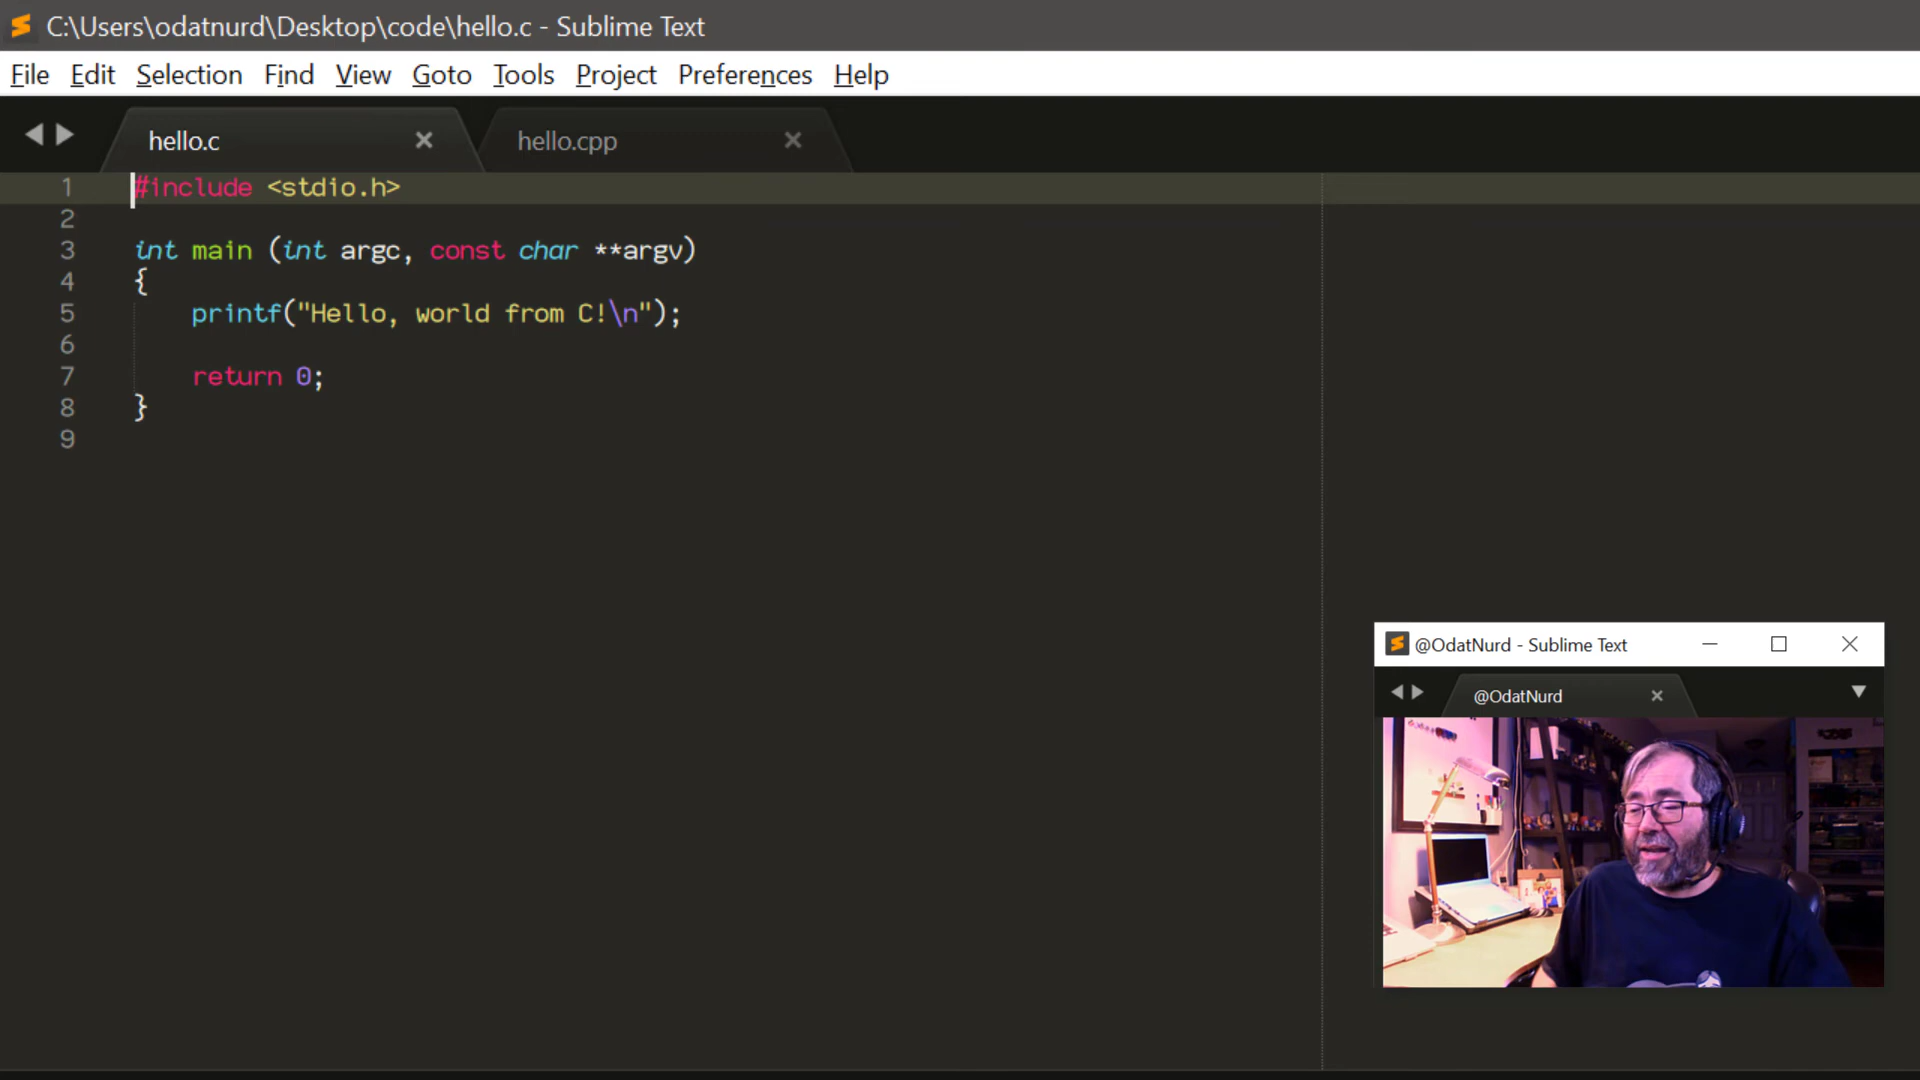 C:\Users\odatnurd\Desktop\code\hello.c - Sublime Text
File Edit Selection Find View Goto Tools Project Preferences Help
hello.c hello.cpp
1 #include <stdio.h>
2
3 int main (int argc, const char **argv)
4 {
5 printf("Hello, world from C!\n");
6
7 return 0;
8 }
9
@OdatNurd - Sublime Text
@OdatNurd